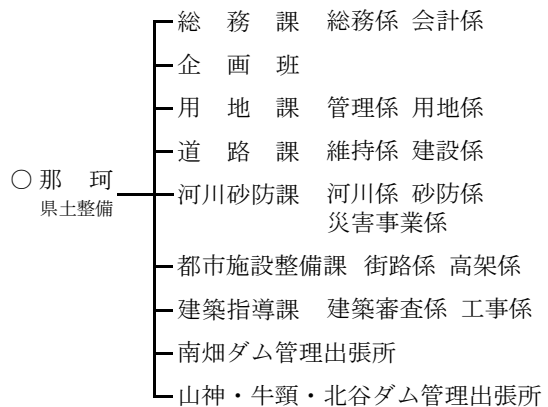 総務課 総務係 会計係
企画班
用地課 管理係 用地係
道路課 維持係 建設係
○那珂
県土整備
河川砂防課 河川係 砂防係
災害事業係
都市施設整備課 街路係 高架係
建築指導課 建築審査係 工事係
南畑ダム管理出張所
山神・牛頸・北谷ダム管理出張所